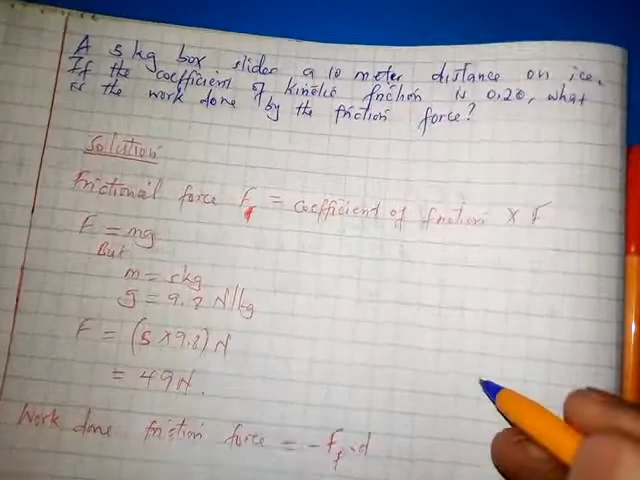 A 5 kg box slides a 10 meter distance on ice.
If the coefficient of kinetic friction is 0.20, what
is the work done by the friction force?
Solution
Frictional force Ff = coefficient of friction x F
F = mg
But
m = 5kg
g = 9.8 N/kg
F = (5 x 9.8) N
= 49N.
Work done friction force = -Ff.d